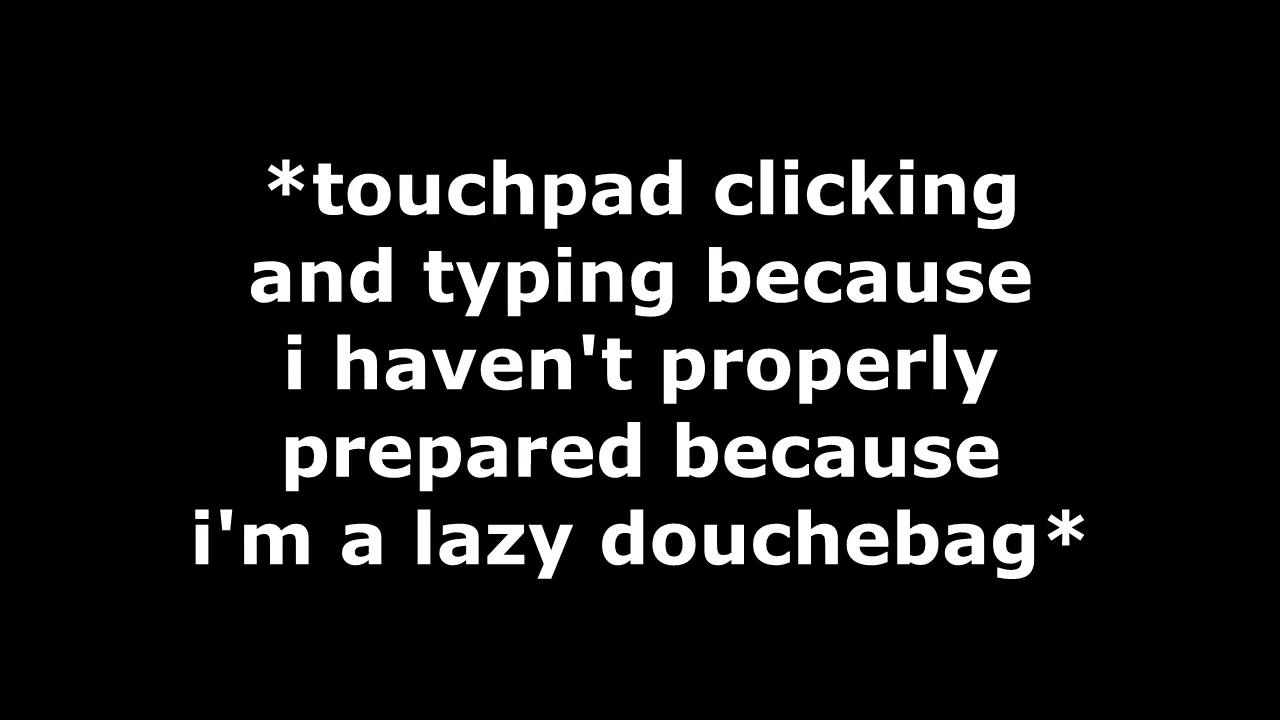 *touchpad clicking
and typing because
i haven't properly
prepared because
i'm a lazy douchebag*